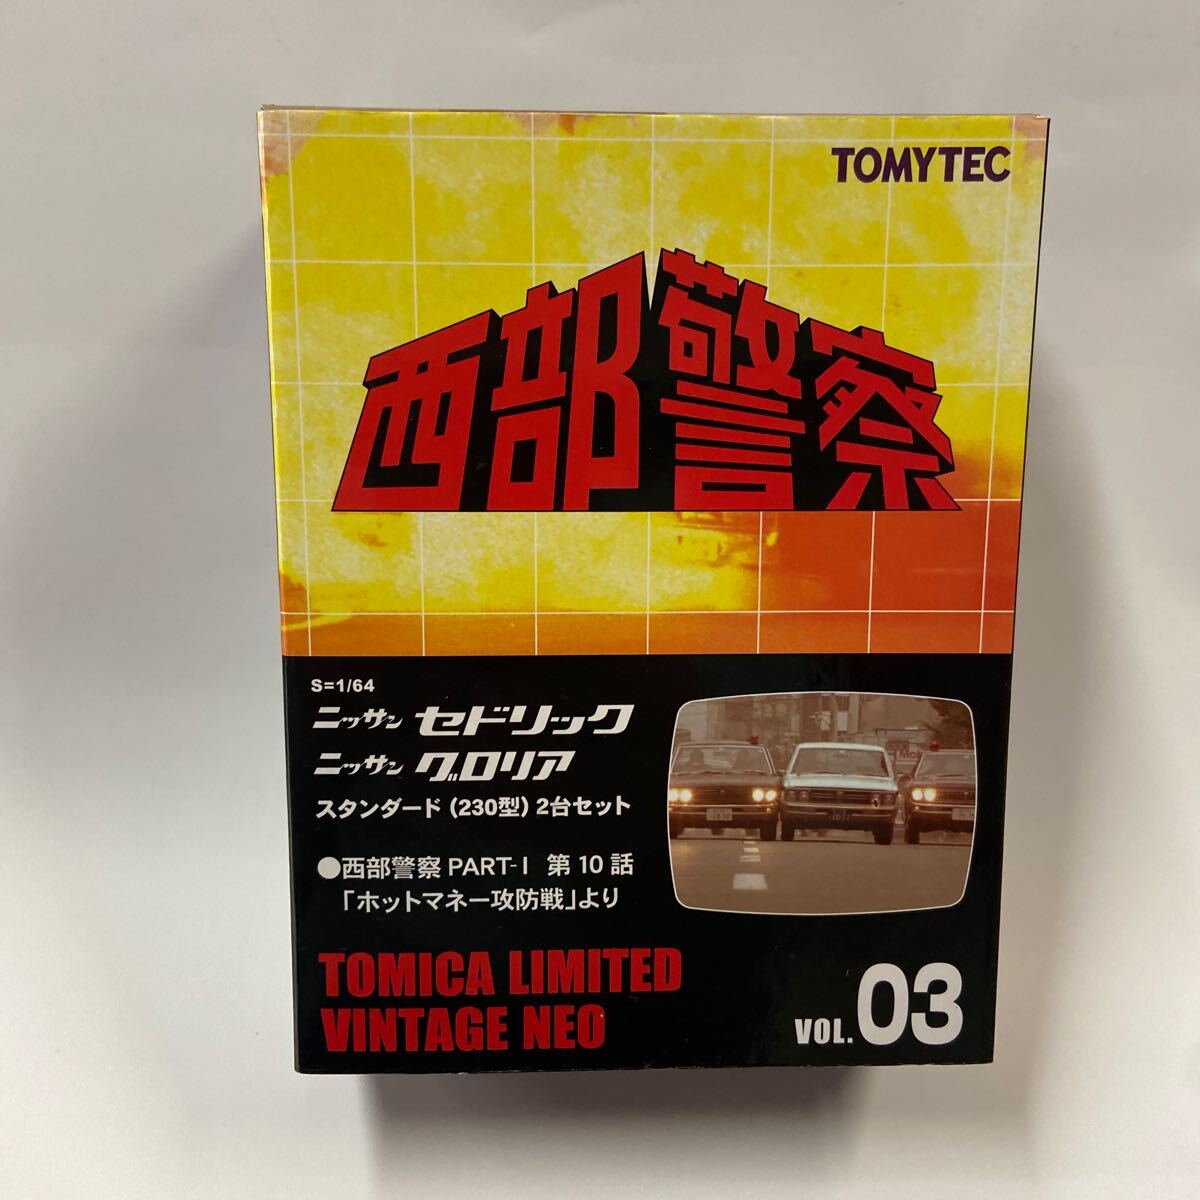 TOMYTEC
西部警察
S=1/64
ニッサン セドリック
ニッサン グロリア
スタンダード (230型) 2台セット
●西部警察 PART-I 第10話
「ホットマネー攻防戦」より
TOMICA LIMITED
VINTAGE NEO
VOL.03